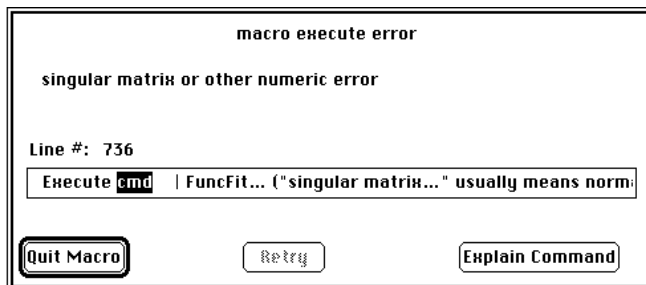 macro execute error
singular matrix or other numeric error
Line #: 736
Execute cmd | FuncFit... ("singular matrix..." usually means norm
Quit Macro Retry Explain Command